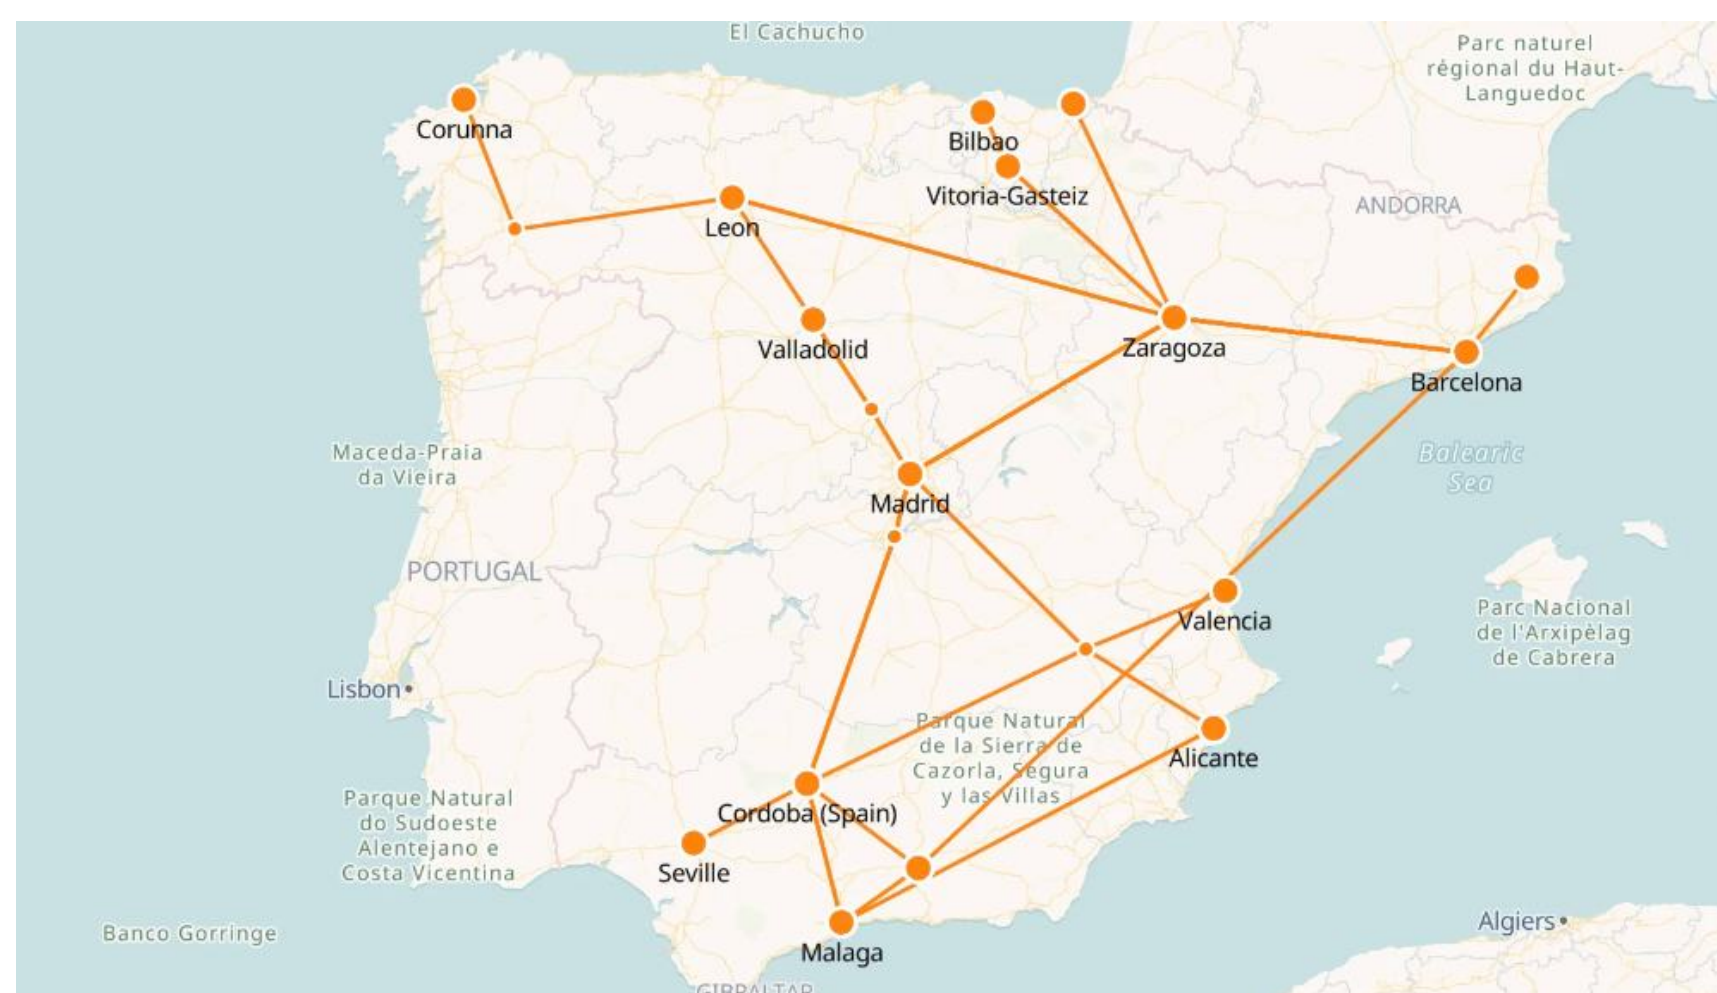 El Cachucho
Parc naturel
régional du Haut-
Languedoc
Corunna
Bilbao
Vitoria-Gasteiz
ANDORRA
Leon
Valladolid
Zaragoza
Barcelona
Maceda-Praia
da Vieira
Balearic
Sea
Madrid
PORTUGAL
Valencia
Parc Nacional
de l'Arxipèlag
de Cabrera
Lisbon
Parque Natural
de la Sierra de
Cazorla, Segura
y las Villas
Alicante
Parque Natural
do Sudoeste
Alentejano e
Costa Vicentina
Cordoba (Spain)
Seville
Banco Gorringe
Malaga
Algiers
GIBRALTAR